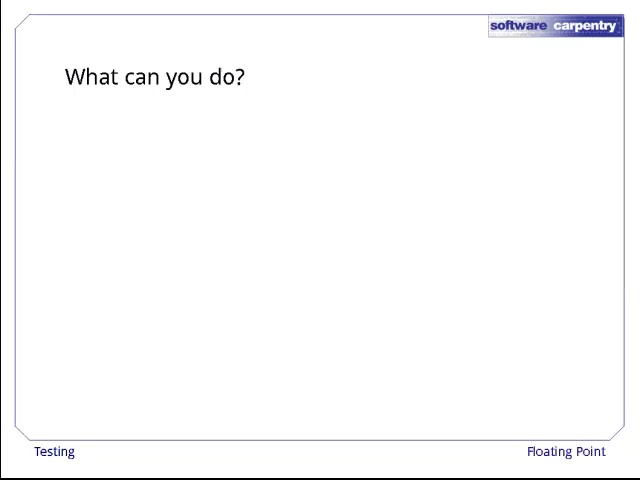 software carpentry
What can you do?
Testing
Floating Point